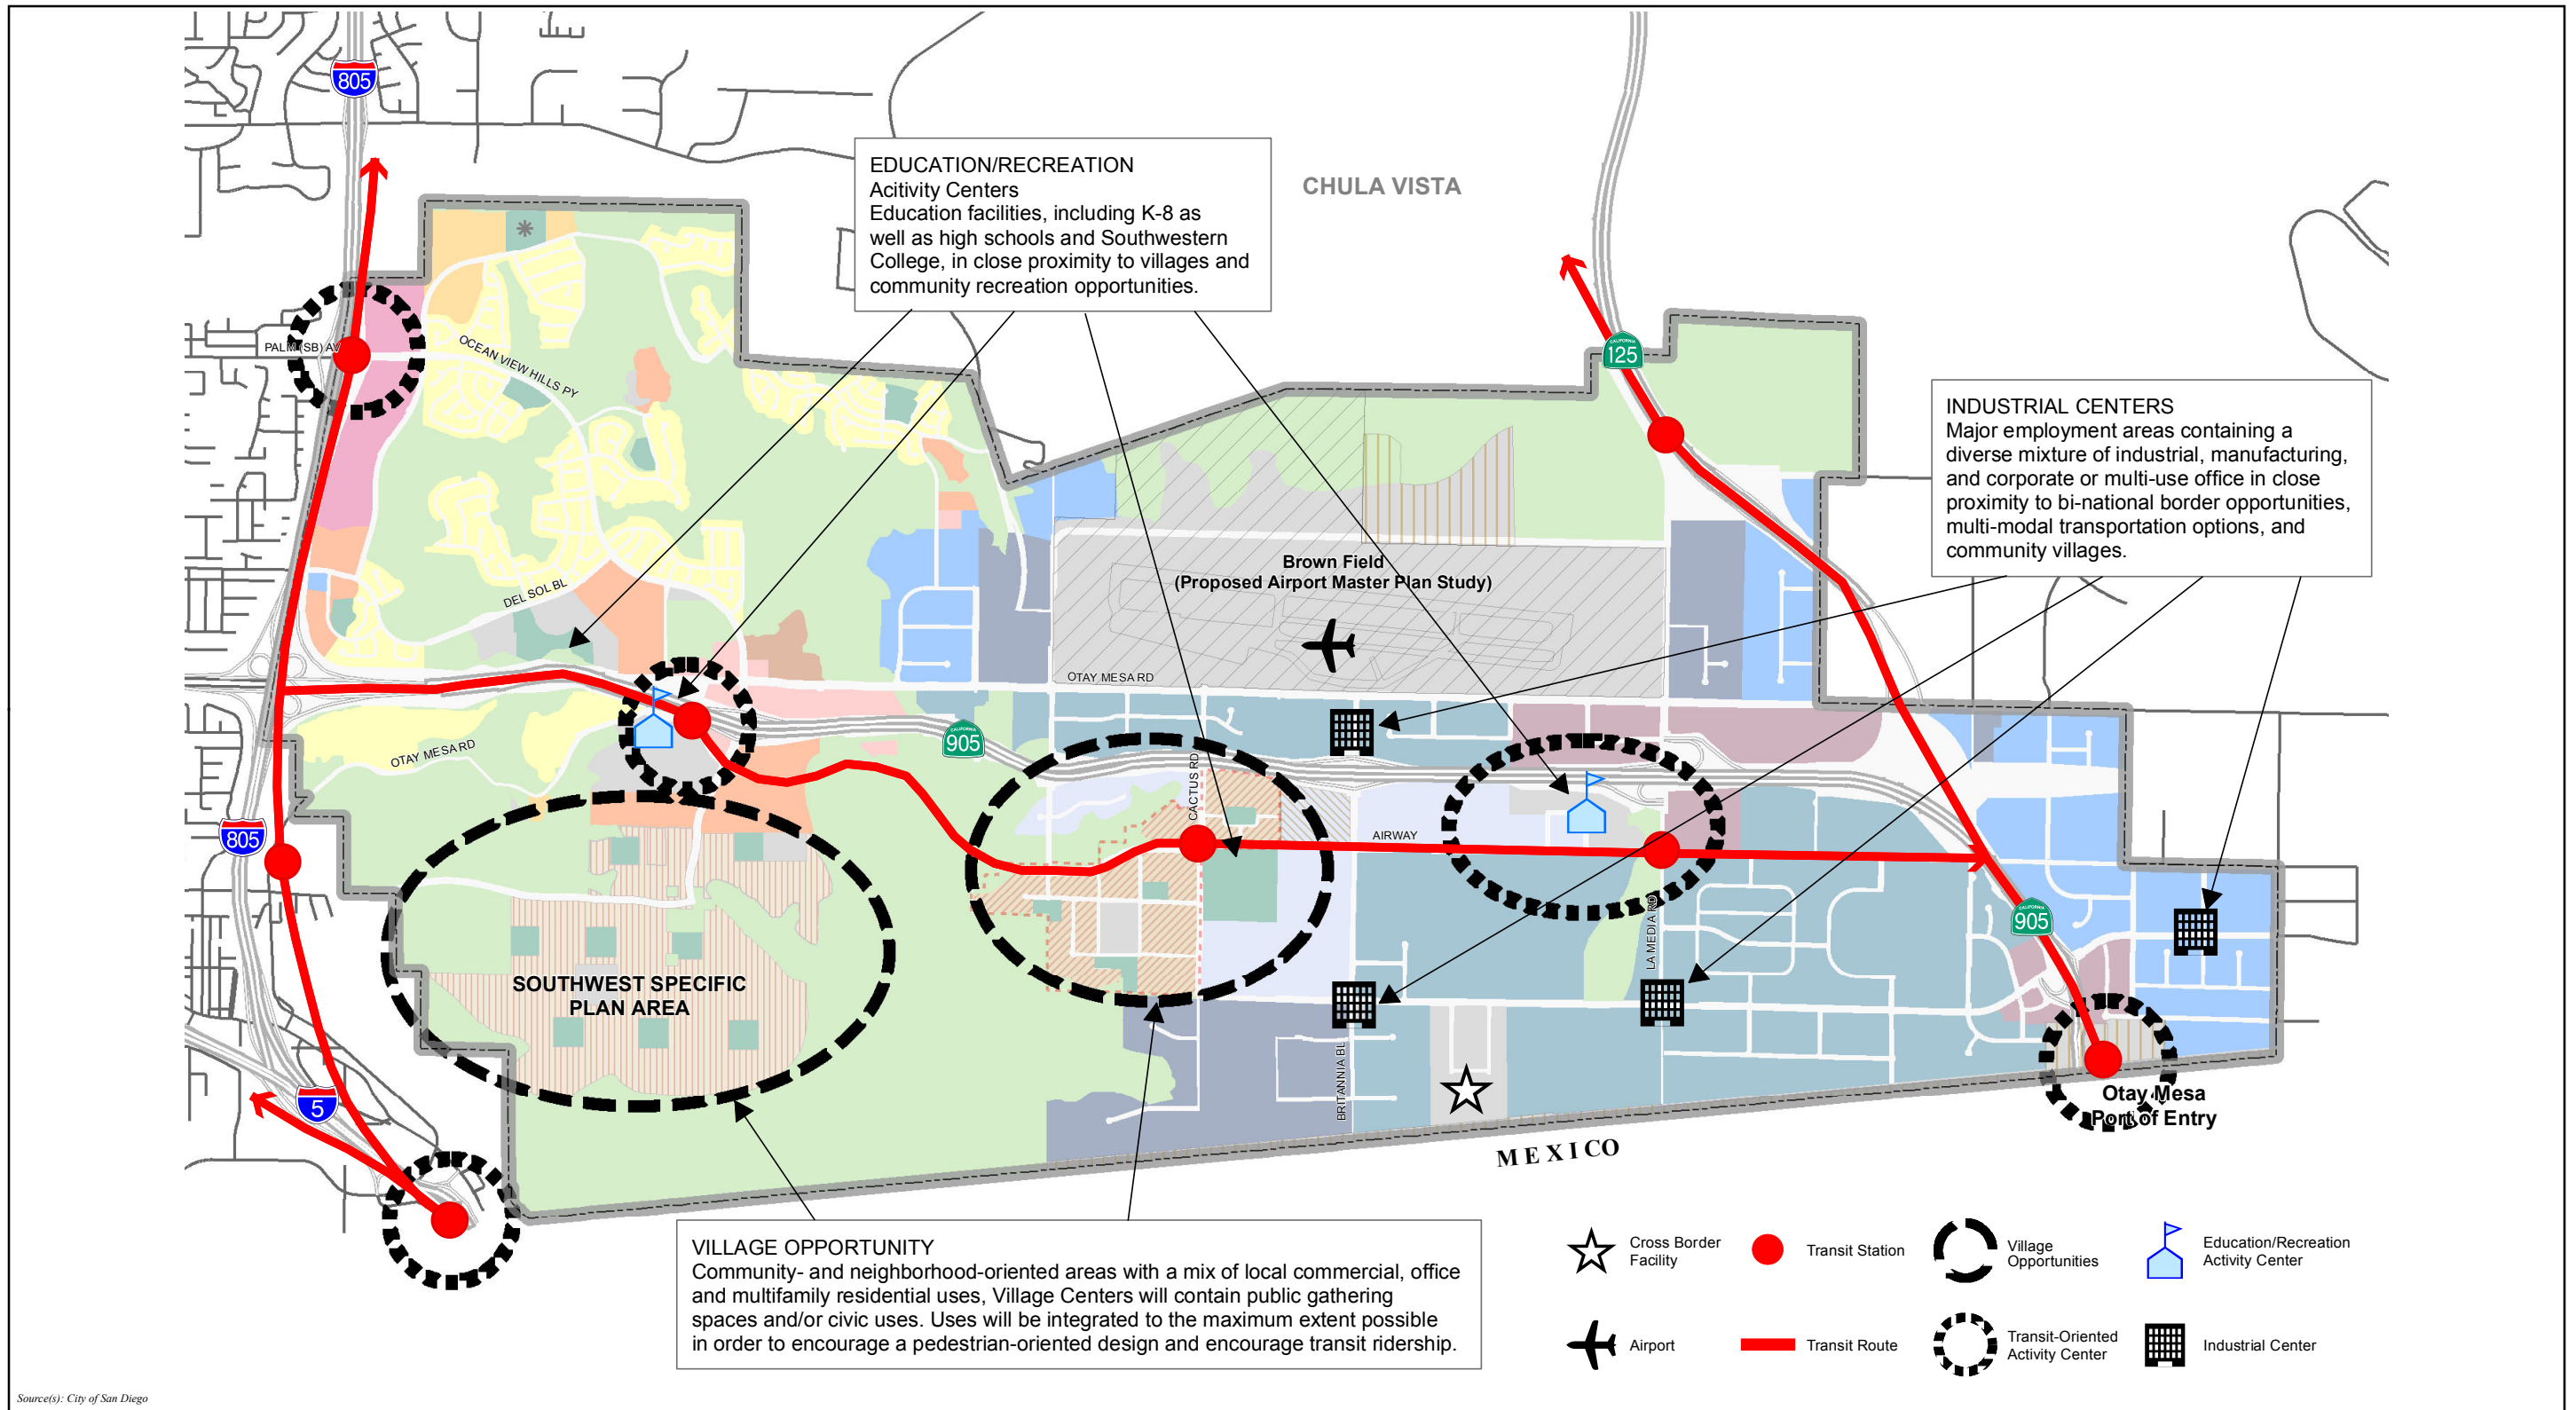 805
EDUCATION/RECREATION
Acitivity Centers
Education facilities, including K-8 as
well as high schools and Southwestern
College, in close proximity to villages and
community recreation opportunities.
CHULA VISTA
PALM (SB) AV
OCEAN VIEW HILLS PY
CALIFORNIA
125
INDUSTRIAL CENTERS
Major employment areas containing a
diverse mixture of industrial, manufacturing,
and corporate or multi-use office in close
proximity to bi-national border opportunities,
multi-modal transportation options, and
community villages.
Brown Field
(Proposed Airport Master Plan Study)
DEL SOL BL
OTAY MESA RD
OTAY MESA RD
CALIFORNIA
905
CACTUS RD
805
AIRWAY
LA MEDIA RD
CALIFORNIA
905
SOUTHWEST SPECIFIC
PLAN AREA
BRITANNIA BL
5
Otay Mesa
Port of Entry
MEXICO
VILLAGE OPPORTUNITY
Community- and neighborhood-oriented areas with a mix of local commercial, office
and multifamily residential uses, Village Centers will contain public gathering
spaces and/or civic uses. Uses will be integrated to the maximum extent possible
in order to encourage a pedestrian-oriented design and encourage transit ridership.
Cross Border
Facility
Transit Station
Village
Opportunities
Education/Recreation
Activity Center
Airport
Transit Route
Transit-Oriented
Activity Center
Industrial Center
Source(s): City of San Diego